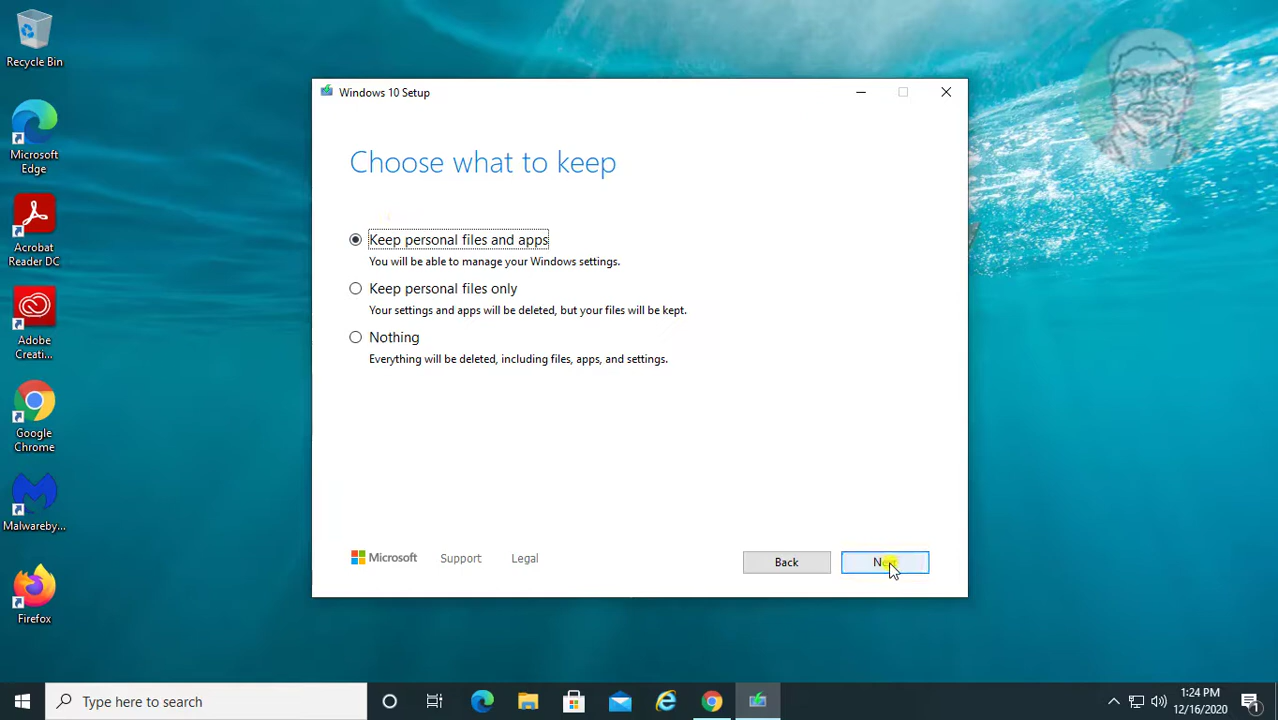 Recycle Bin
Microsoft
Edge
Acrobat
Reader DC
Adobe
Creati...
Google
Chrome
Malwareby...
Firefox
Windows 10 Setup
Choose what to keep
Keep personal files and apps
You will be able to manage your Windows settings.
Keep personal files only
Your settings and apps will be deleted, but your files will be kept.
Nothing
Everything will be deleted, including files, apps, and settings.
Microsoft Support Legal
Back
Type here to search
1:24 PM
12/16/2020
1